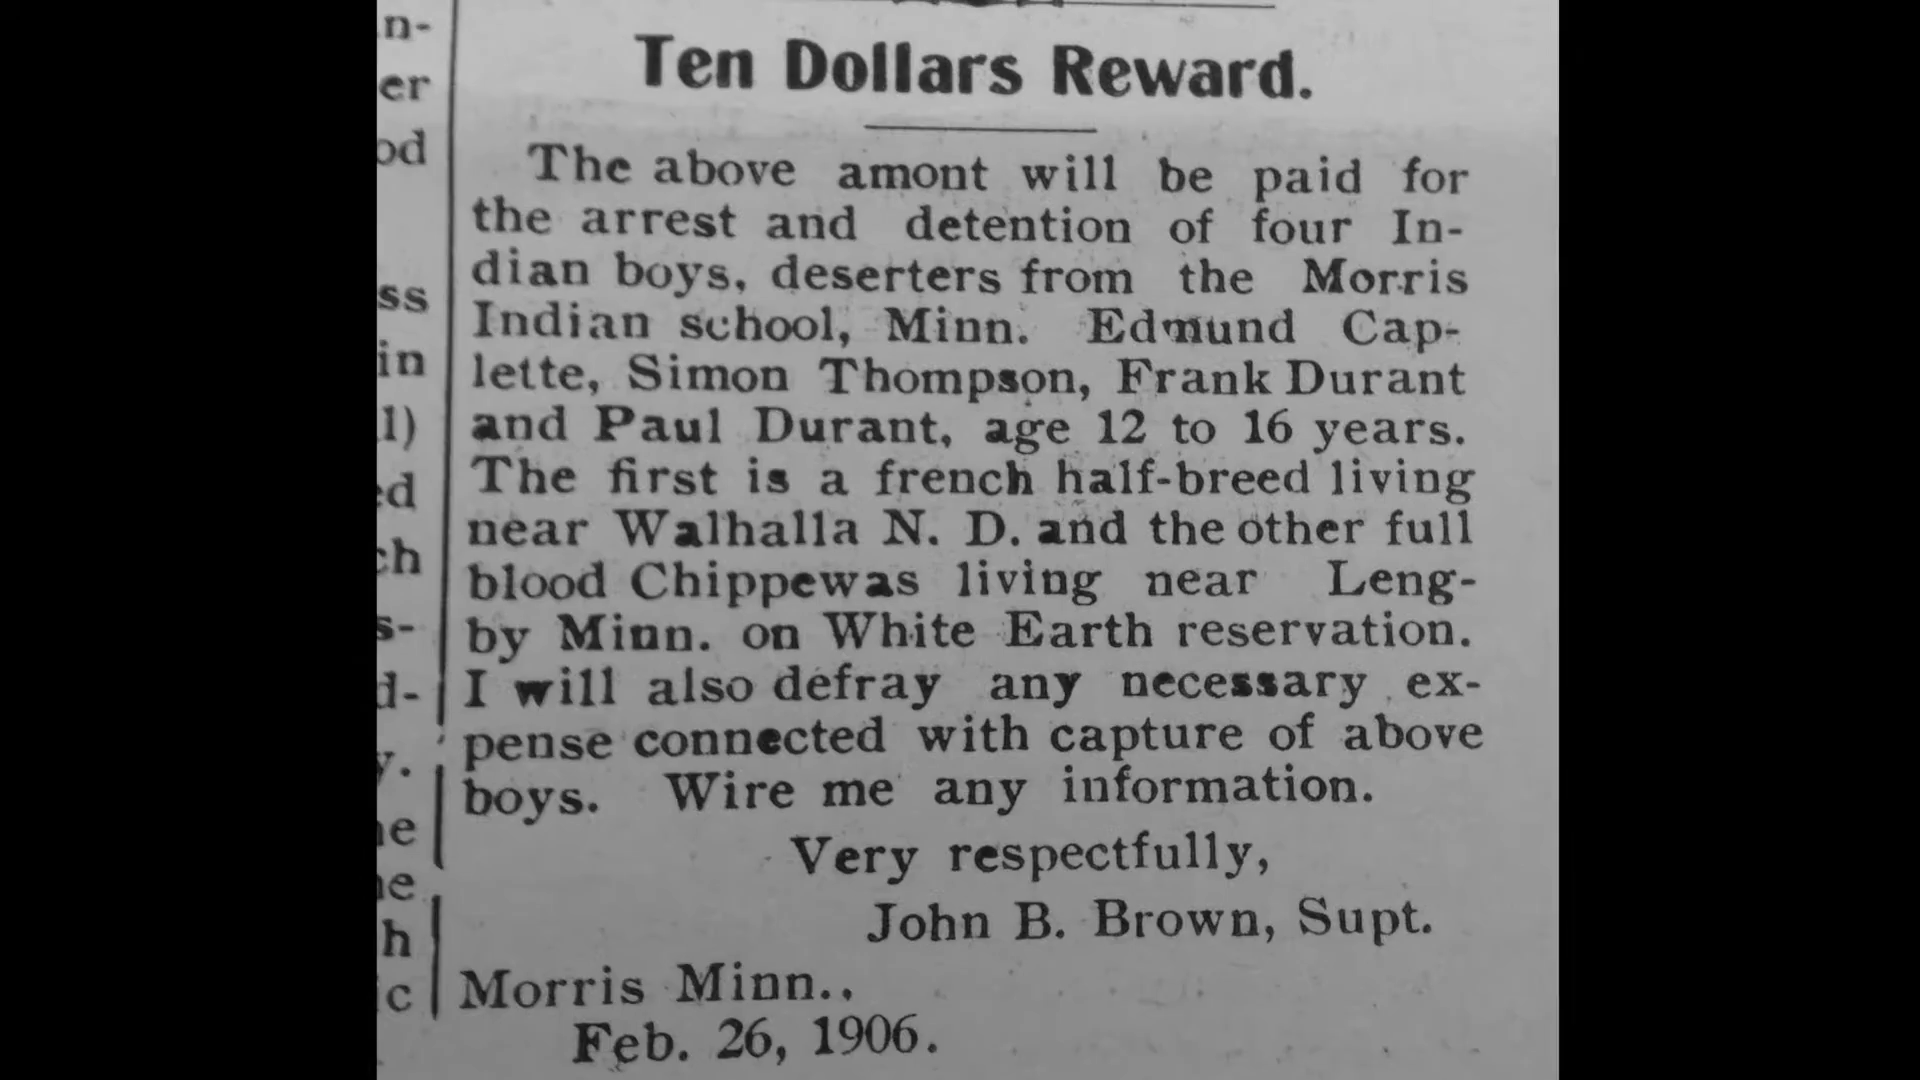 Ten Dollars Reward.
The above amont will be paid for
the arrest and detention of four In-
dian boys, deserters from the Morris
Indian school, Minn. Edmund Cap-
lette, Simon Thompson, Frank Durant
and Paul Durant, age 12 to 16 years.
The first is a french half-breed living
near Walhalla N. D. and the other full
blood Chippewas living near Leng-
by Minn. on White Earth reservation.
I will also defray any necessary ex-
pense connected with capture of above
boys. Wire me any information.
Very respectfully,
John B. Brown, Supt.
Morris Minn.,
Feb. 26, 1906.